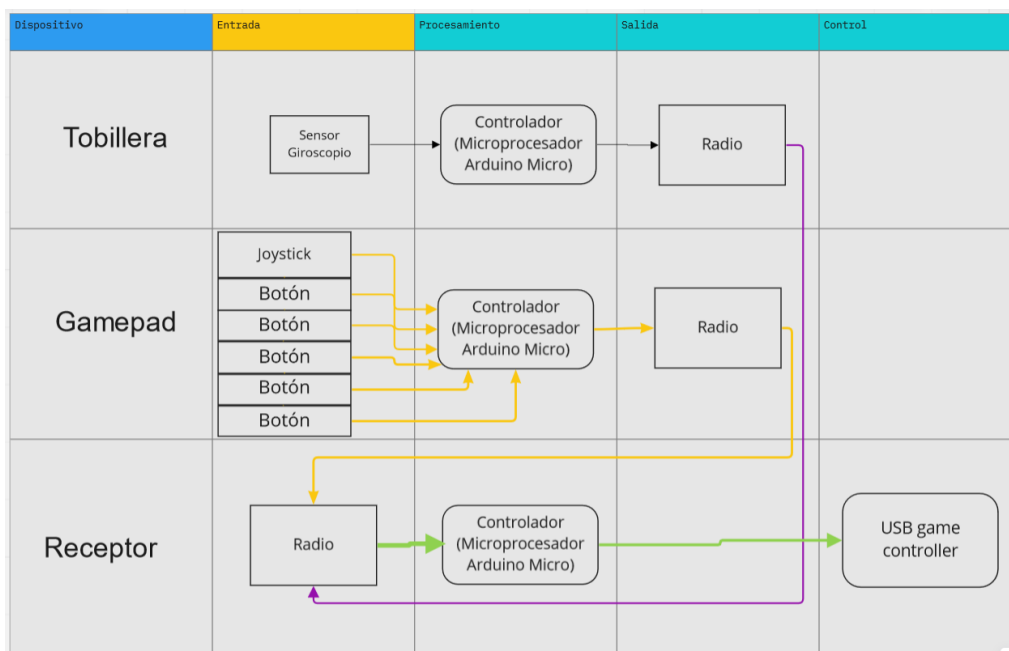 Dispositivo
Entrada
Procesamiento
Salida
Control
Tobillera
Sensor
Giroscopio
Controlador
(Microprocesador
Arduino Micro)
Radio
Gamepad
Joystick
Botón
Botón
Botón
Botón
Botón
Controlador
(Microprocesador
Arduino Micro)
Radio
Receptor
Radio
Controlador
(Microprocesador
Arduino Micro)
USB game
controller